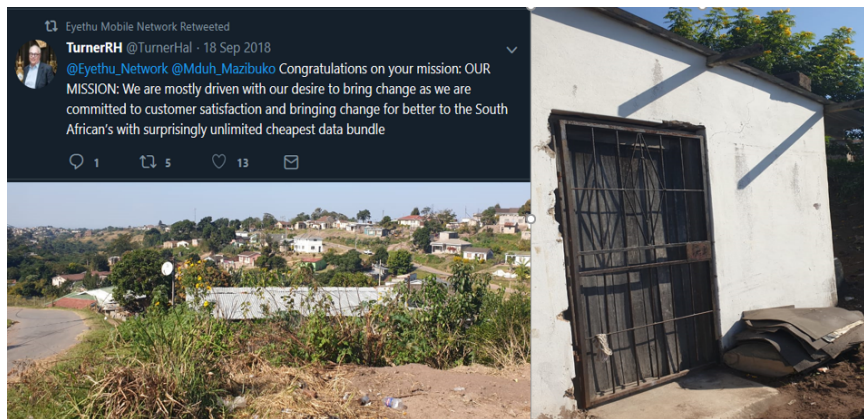 Eyethu Mobile Network Retweeted
TurnerRH @TurnerHal · 18 Sep 2018
@Eyethu_Network @Mduh_Mazibuko Congratulations on your mission: OUR
MISSION: We are mostly driven with our desire to bring change as we are
committed to customer satisfaction and bringing change for better to the South
African's with surprisingly unlimited cheapest data bundle
1 5 13